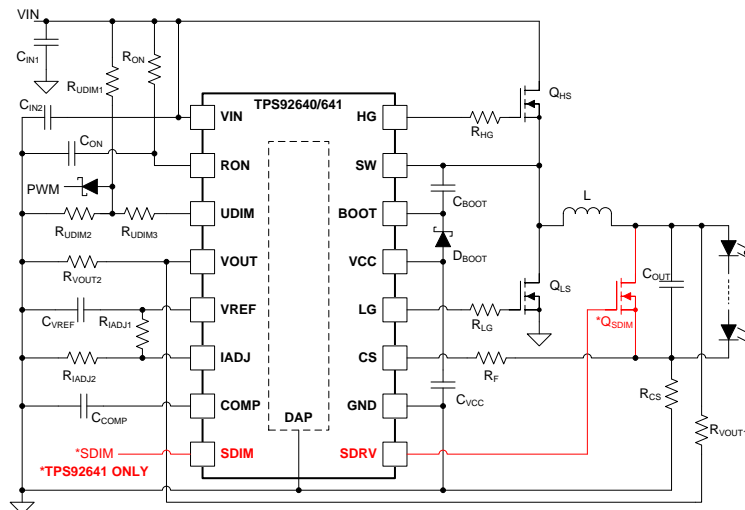 VIN
CIN1
RUDIM1
RON
CIN2
TPS92640/641
VIN
HG
RHG
QHS
CON
RON
SW
PWM
CBOOT
L
UDIM
BOOT
RUDIM2
RUDIM3
DBOOT
VOUT
VCC
RVOUT2
QLS
COUT
CVREF
RIADJ1
VREF
LG
RLG
*QSDIM
IADJ
CS
RIADJ2
RF
RCS
CCOMP
COMP
GND
CVCC
DAP
RVOUT1
*SDIM
SDIM
SDRV
*TPS92641 ONLY